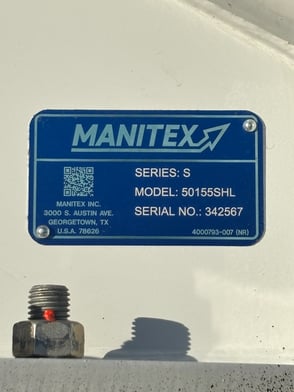 MANITEX
SERIES: S
MODEL: 50155SHL
SERIAL NO.: 342567
MANITEX INC.
3000 S. AUSTIN AVE.
GEORGETOWN, TX
U.S.A. 78626
4000793-007 (NR)